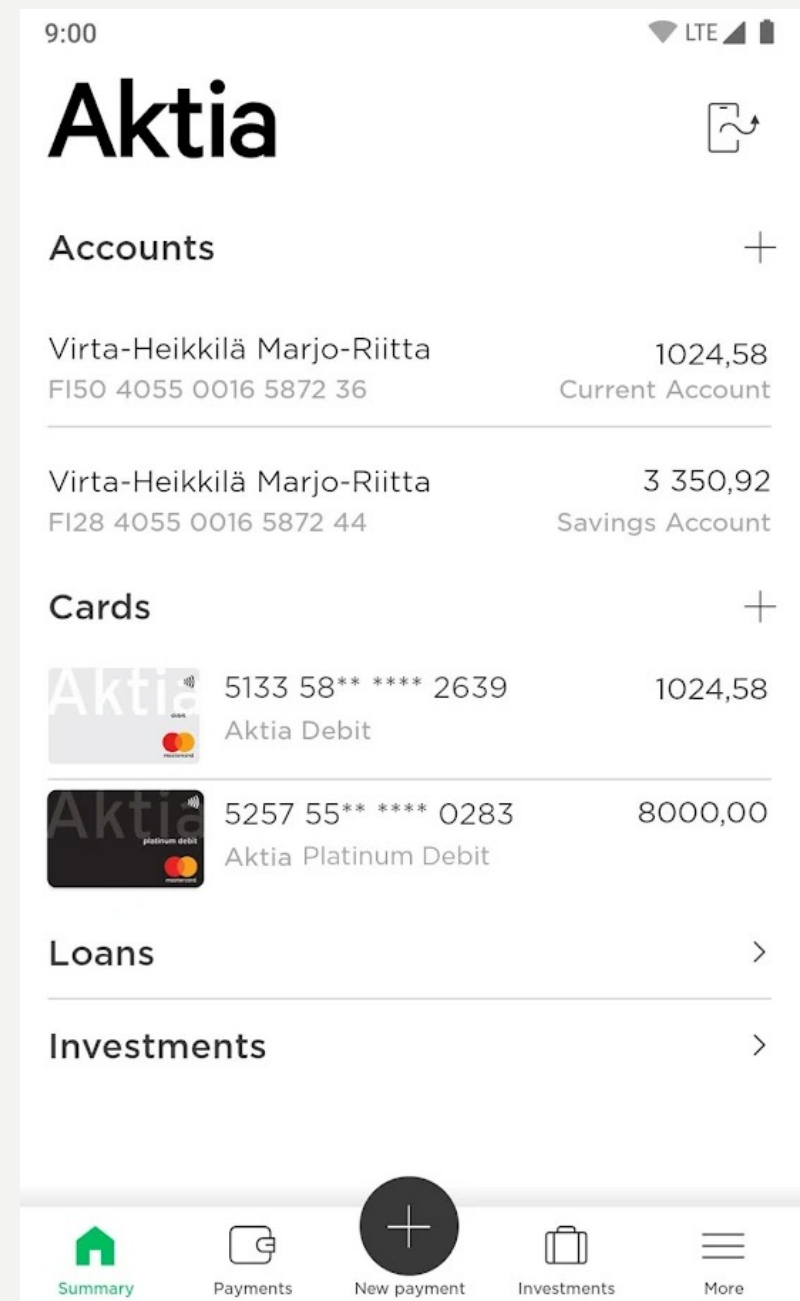 9:00 LTE
Aktia
Accounts
Virta-Heikkilä Marjo-Riitta 1024,58
FI50 4055 0016 5872 36 Current Account
Virta-Heikkilä Marjo-Riitta 3 350,92
FI28 4055 0016 5872 44 Savings Account
Cards
Aktia
debit
mastercard
5133 58** **** 2639 1024,58
Aktia Debit
Aktia
platinum debit
mastercard
5257 55** **** 0283 8000,00
Aktia Platinum Debit
Loans
Investments
Summary Payments New payment Investments More